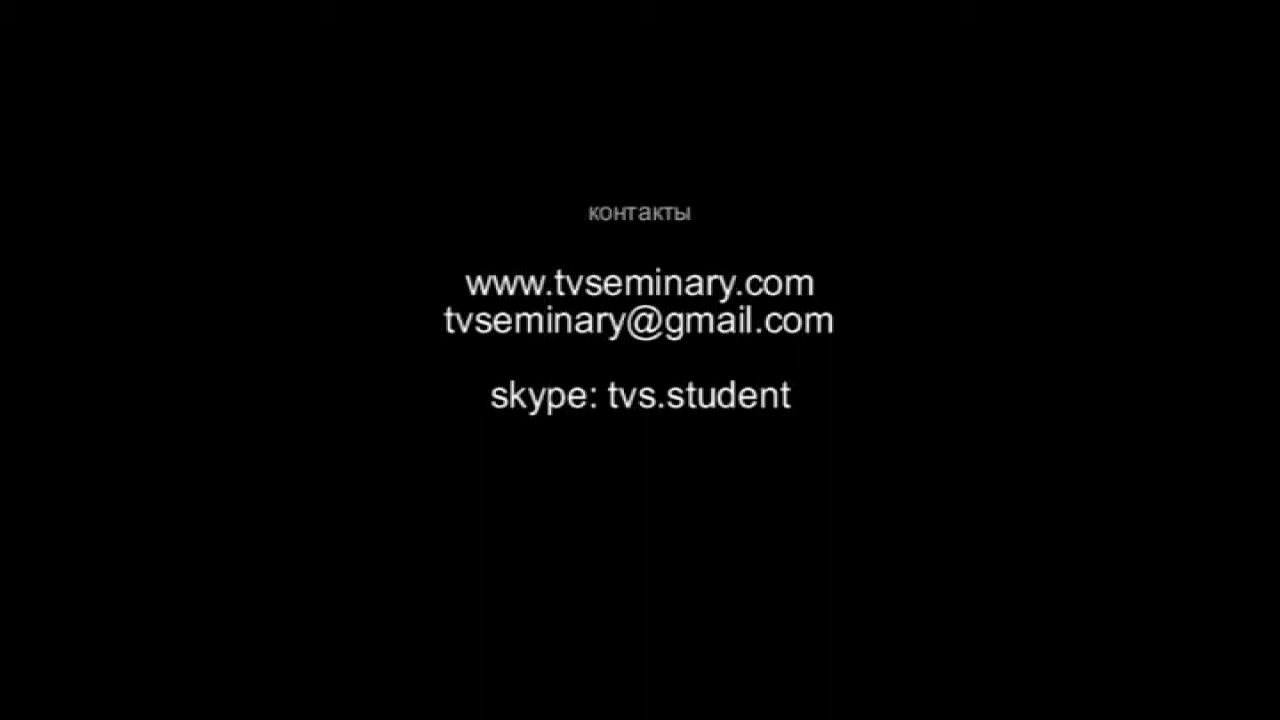 контакты
www.tvseminary.com
tvseminary@gmail.com
skype: tvs.student